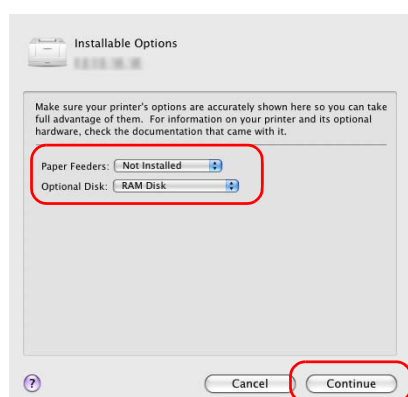 Installable Options
Make sure your printer's options are accurately shown here so you can take
full advantage of them. For information on your printer and its optional
hardware, check the documentation that came with it.
Paper Feeders: Not Installed
Optional Disk: RAM Disk
? Cancel Continue